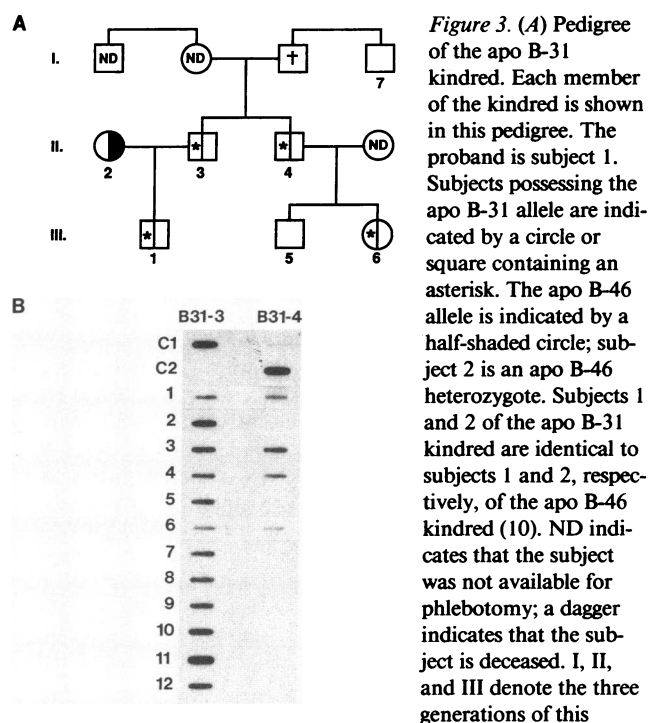 A
I. ND ND † 7
II. * * ND
2 3 4
III. * *
1 5 6
B
B31-3 B31-4
C1
C2
1
2
3
4
5
6
7
8
9
10
11
12
Figure 3. (A) Pedigree
of the apo B-31
kindred. Each member
of the kindred is shown
in this pedigree. The
proband is subject 1.
Subjects possessing the
apo B-31 allele are indi-
cated by a circle or
square containing an
asterisk. The apo B-46
allele is indicated by a
half-shaded circle; sub-
ject 2 is an apo B-46
heterozygote. Subjects 1
and 2 of the apo B-31
kindred are identical to
subjects 1 and 2, respec-
tively, of the apo B-46
kindred (10). ND indi-
cates that the subject
was not available for
phlebotomy; a dagger
indicates that the sub-
ject is deceased. I, II,
and III denote the three
generations of this